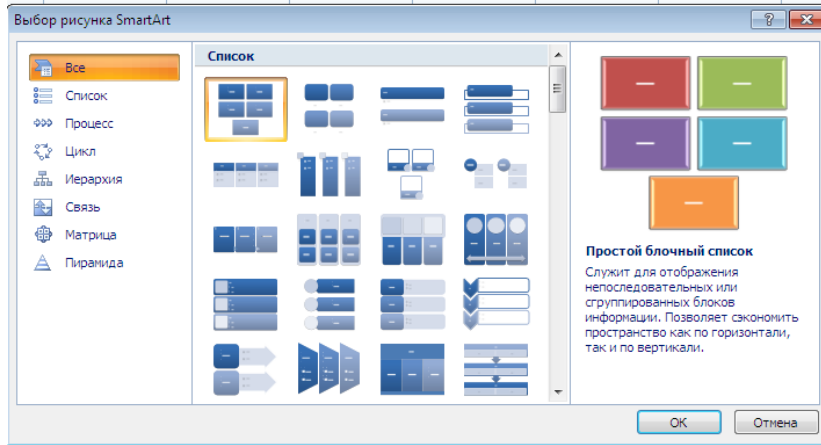 Выбор рисунка SmartArt
Все
Список
Процесс
Цикл
Иерархия
Связь
Матрица
Пирамида
Список
Простой блочный список
Служит для отображения
непоследовательных или
сгруппированных блоков
информации. Позволяет сэкономить
пространство как по горизонтали,
так и по вертикали.
ОК
Отмена